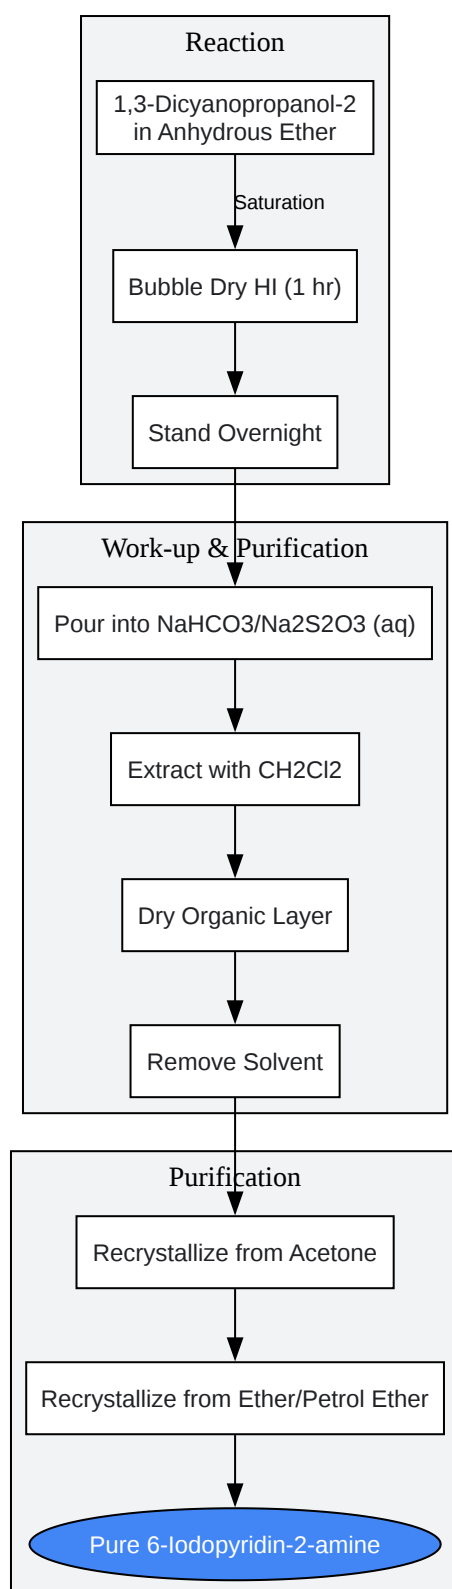 Reaction
1,3-Dicyanopropanol-2
in Anhydrous Ether
Saturation
Bubble Dry HI (1 hr)
Stand Overnight
Work-up & Purification
Pour into NaHCO3/Na2S2O3 (aq)
Extract with CH2Cl2
Dry Organic Layer
Remove Solvent
Purification
Recrystallize from Acetone
Recrystallize from Ether/Petrol Ether
Pure 6-Iodopyridin-2-amine